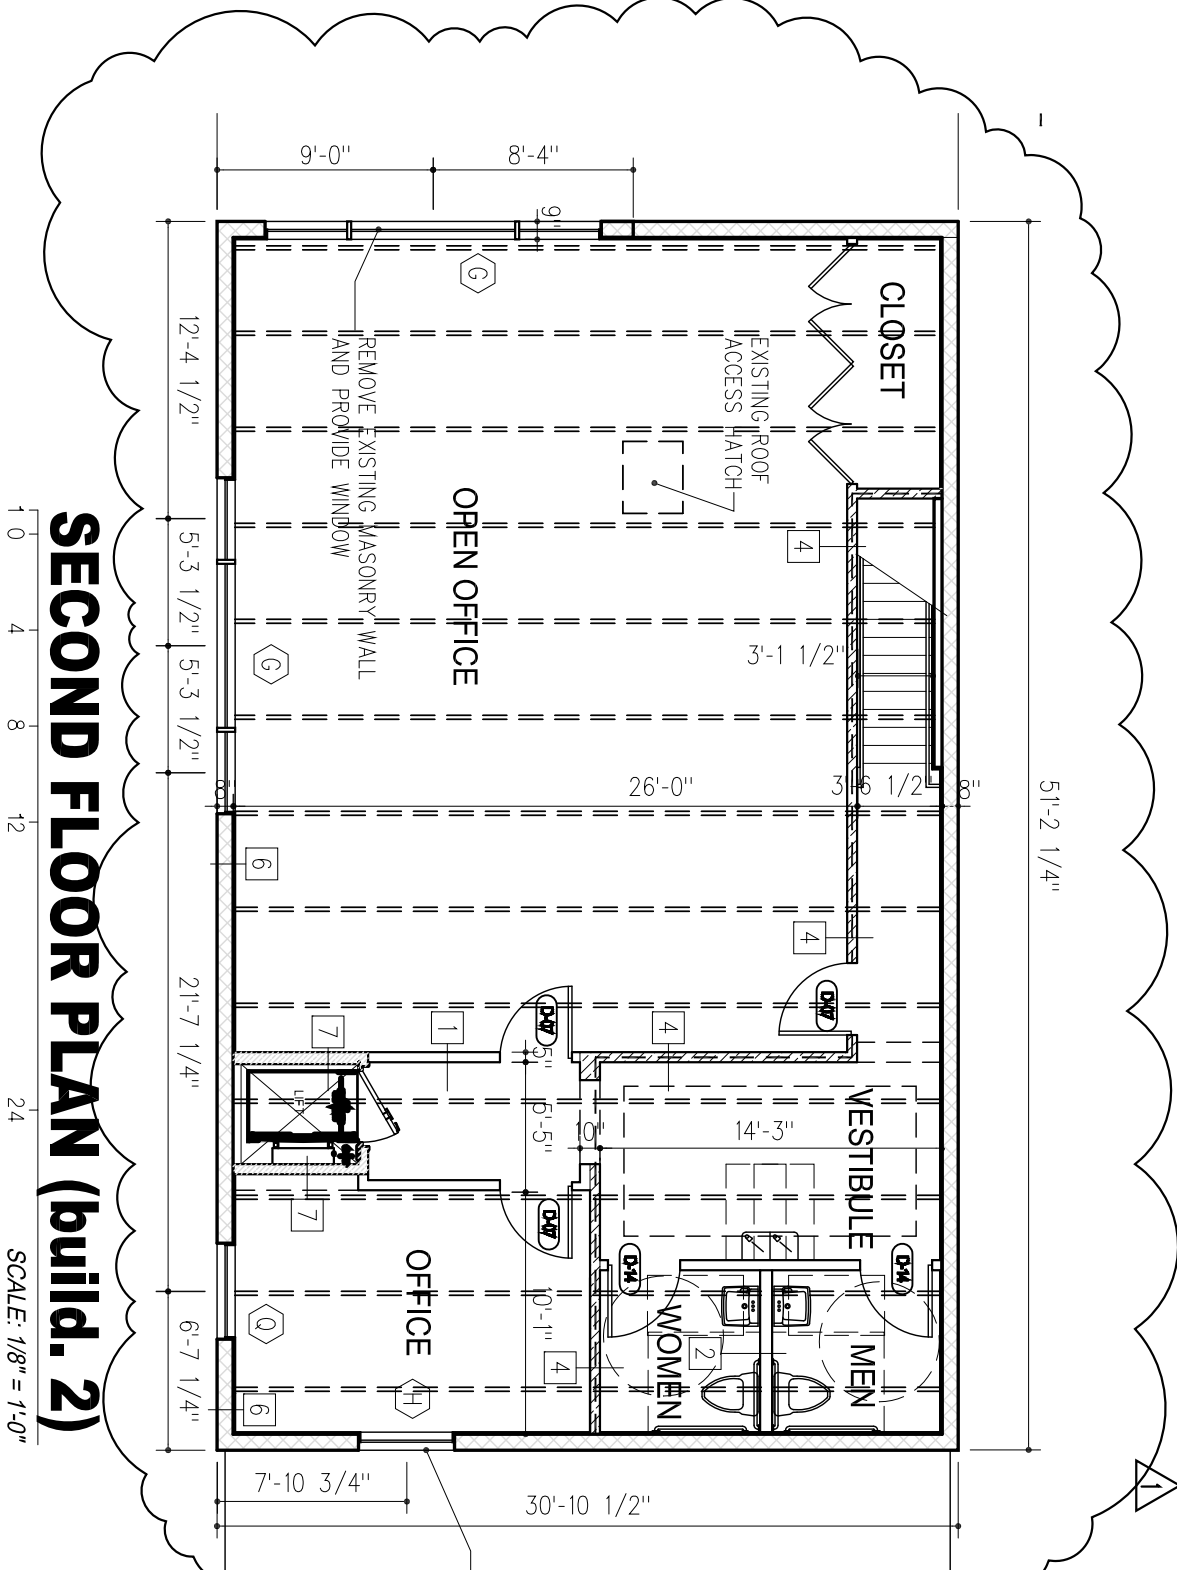 9'-0"
8'-4"
9"
G
CLOSET
EXISTING ROOF
ACCESS HATCH
REMOVE EXISTING MASONRY WALL
AND PROVIDE WINDOW
OPEN OFFICE
4
G
3'-1 1/2"
12'-4 1/2"
5'-3 1/2"
5'-3 1/2"
21'-7 1/4"
6'-7 1/4"
8"
26'-0"
3'-6 1/2"
8"
51'-2 1/4"
6
4
D-07
D-07
7
1
4
5"
5'-5"
10"
14'-3"
LIFT
VESTIBULE
7
D-07
D-14
D-14
OFFICE
10'-1"
Q
H
4
WOMEN
2
MEN
6
7'-10 3/4"
30'-10 1/2"
1
SECOND FLOOR PLAN (build. 2)
SCALE: 1/8" = 1'-0"
1 0 4 8 12 24